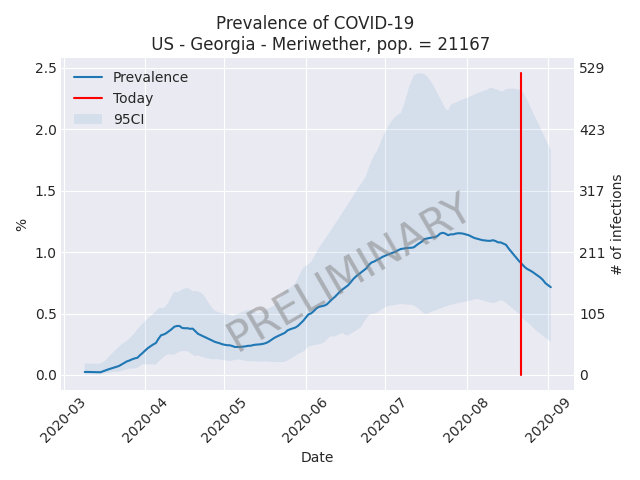 Prevalence of COVID-19
US - Georgia - Meriwether, pop. = 21167
Prevalence
Today
95CI
2.5
2.0
1.5
1.0
0.5
0.0
%
529
423
317
211
105
0
# of infections
PRELIMINARY
2020-03
2020-04
2020-05
2020-06
2020-07
2020-08
2020-09
Date